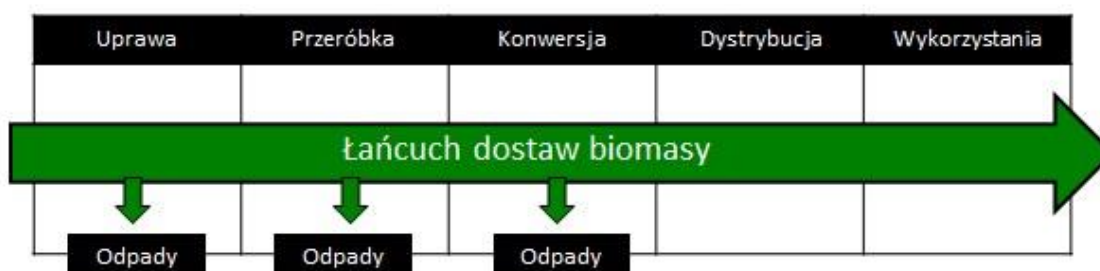 Uprawa
Przeróbka
Konwersja
Dystrybucja
Wykorzystania
Łańcuch dostaw biomasy
Odpady
Odpady
Odpady